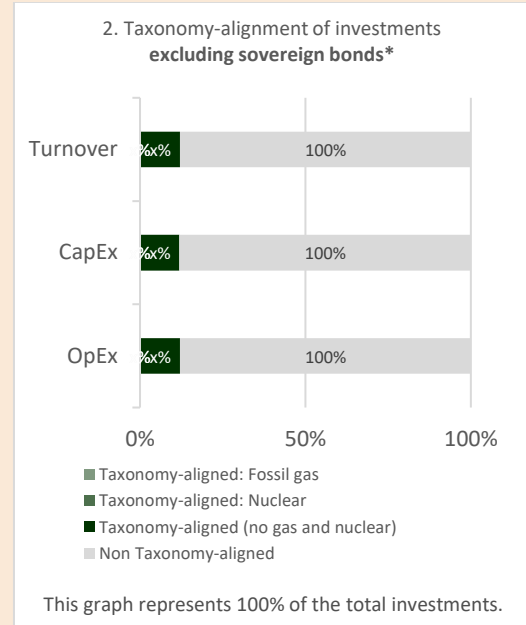 2. Taxonomy-alignment of investments
excluding sovereign bonds*
Turnover
%x%
100%
CapEx
%x%
100%
OpEx
%x%
100%
0%
50%
100%
Taxonomy-aligned: Fossil gas
Taxonomy-aligned: Nuclear
Taxonomy-aligned (no gas and nuclear)
Non Taxonomy-aligned
This graph represents 100% of the total investments.